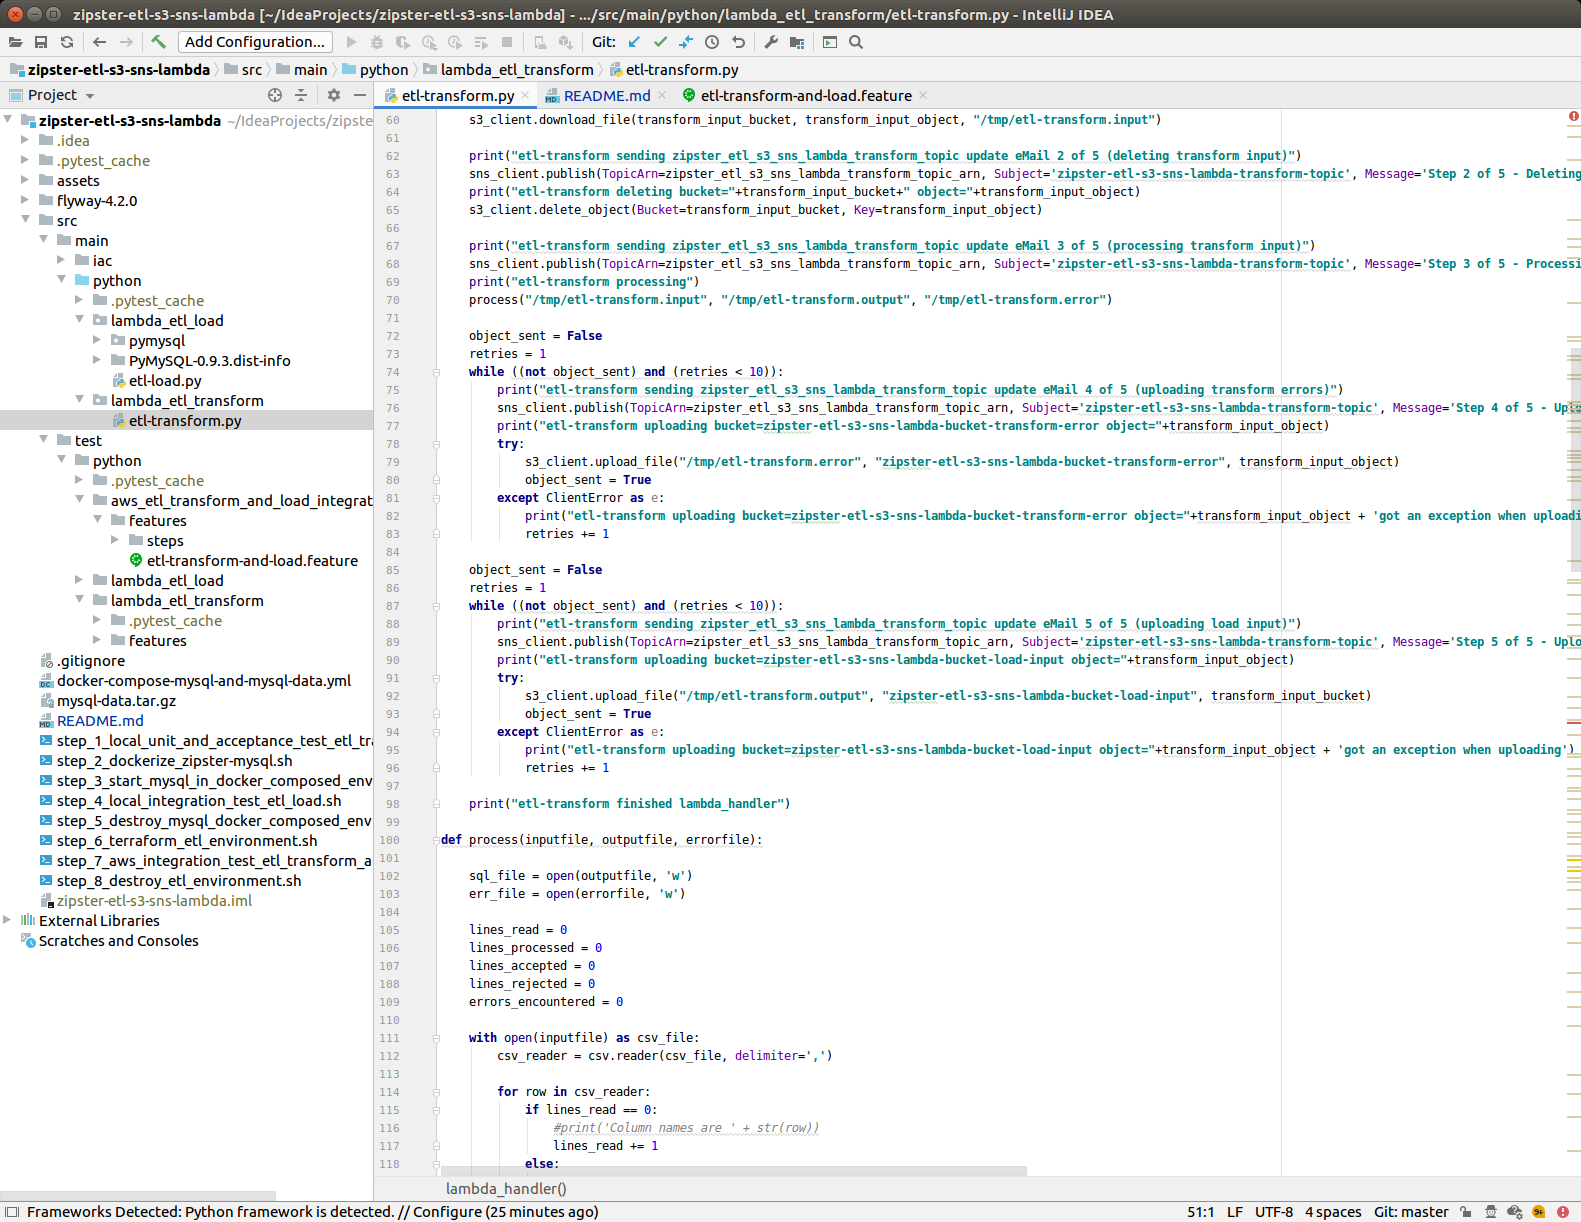 zipster-etl-s3-sns-lambda [~/IdeaProjects/zipster-etl-s3-sns-lambda] - .../src/main/python/lambda_etl_transform/etl-transform.py - IntelliJ IDEA
Add Configuration... Git:
zipster-etl-s3-sns-lambda src main python lambda_etl_transform etl-transform.py
Project
etl-transform.py README.md etl-transform-and-load.feature
zipster-etl-s3-sns-lambda ~/IdeaProjects/zipste
.idea
.pytest_cache
assets
flyway-4.2.0
src
main
iac
python
.pytest_cache
lambda_etl_load
pymysql
PyMySQL-0.9.3.dist-info
etl-load.py
lambda_etl_transform
etl-transform.py
test
python
.pytest_cache
aws_etl_transform_and_load_integrat
features
steps
etl-transform-and-load.feature
lambda_etl_load
lambda_etl_transform
.pytest_cache
features
.gitignore
docker-compose-mysql-and-mysql-data.yml
mysql-data.tar.gz
README.md
step_1_local_unit_and_acceptance_test_etl_tra
step_2_dockerize_zipster-mysql.sh
step_3_start_mysql_in_docker_composed_env
step_4_local_integration_test_etl_load.sh
step_5_destroy_mysql_docker_composed_env
step_6_terraform_etl_environment.sh
step_7_aws_integration_test_etl_transform_a
step_8_destroy_etl_environment.sh
zipster-etl-s3-sns-lambda.iml
External Libraries
Scratches and Consoles
60 s3_client.download_file(transform_input_bucket, transform_input_object, "/tmp/etl-transform.input")
61
62 print("etl-transform sending zipster_etl_s3_sns_lambda_transform_topic update eMail 2 of 5 (deleting transform input)")
63 sns_client.publish(TopicArn=zipster_etl_s3_sns_lambda_transform_topic_arn, Subject='zipster-etl-s3-sns-lambda-transform-topic', Message='Step 2 of 5 - Deleting
64 print("etl-transform deleting bucket="+transform_input_bucket+" object="+transform_input_object)
65 s3_client.delete_object(Bucket=transform_input_bucket, Key=transform_input_object)
66
67 print("etl-transform sending zipster_etl_s3_sns_lambda_transform_topic update eMail 3 of 5 (processing transform input)")
68 sns_client.publish(TopicArn=zipster_etl_s3_sns_lambda_transform_topic_arn, Subject='zipster-etl-s3-sns-lambda-transform-topic', Message='Step 3 of 5 - Processi
69 print("etl-transform processing")
70 process("/tmp/etl-transform.input", "/tmp/etl-transform.output", "/tmp/etl-transform.error")
71
72 object_sent = False
73 retries = 1
74 while ((not object_sent) and (retries < 10)):
75 print("etl-transform sending zipster_etl_s3_sns_lambda_transform_topic update eMail 4 of 5 (uploading transform errors)")
76 sns_client.publish(TopicArn=zipster_etl_s3_sns_lambda_transform_topic_arn, Subject='zipster-etl-s3-sns-lambda-transform-topic', Message='Step 4 of 5 - Uplo
77 print("etl-transform uploading bucket=zipster-etl-s3-sns-lambda-bucket-transform-error object="+transform_input_object)
78 try:
79 s3_client.upload_file("/tmp/etl-transform.error", "zipster-etl-s3-sns-lambda-bucket-transform-error", transform_input_object)
80 object_sent = True
81 except ClientError as e:
82 print("etl-transform uploading bucket=zipster-etl-s3-sns-lambda-bucket-transform-error object="+transform_input_object + 'got an exception when uploadi
83 retries += 1
84
85 object_sent = False
86 retries = 1
87 while ((not object_sent) and (retries < 10)):
88 print("etl-transform sending zipster_etl_s3_sns_lambda_transform_topic update eMail 5 of 5 (uploading load input)")
89 sns_client.publish(TopicArn=zipster_etl_s3_sns_lambda_transform_topic_arn, Subject='zipster-etl-s3-sns-lambda-transform-topic', Message='Step 5 of 5 - Uplo
90 print("etl-transform uploading bucket=zipster-etl-s3-sns-lambda-bucket-load-input object="+transform_input_object)
91 try:
92 s3_client.upload_file("/tmp/etl-transform.output", "zipster-etl-s3-sns-lambda-bucket-load-input", transform_input_bucket)
93 object_sent = True
94 except ClientError as e:
95 print("etl-transform uploading bucket=zipster-etl-s3-sns-lambda-bucket-load-input object="+transform_input_object + 'got an exception when uploading')
96 retries += 1
97
98 print("etl-transform finished lambda_handler")
99
100 def process(inputfile, outputfile, errorfile):
101
102 sql_file = open(outputfile, 'w')
103 err_file = open(errorfile, 'w')
104
105 lines_read = 0
106 lines_processed = 0
107 lines_accepted = 0
108 lines_rejected = 0
109 errors_encountered = 0
110
111 with open(inputfile) as csv_file:
112 csv_reader = csv.reader(csv_file, delimiter=',')
113
114 for row in csv_reader:
115 if lines_read == 0:
116 #print('Column names are ' + str(row))
117 lines_read += 1
118 else:
lambda_handler()
Frameworks Detected: Python framework is detected. // Configure (25 minutes ago) 51:1 LF UTF-8 4 spaces Git: master 9+